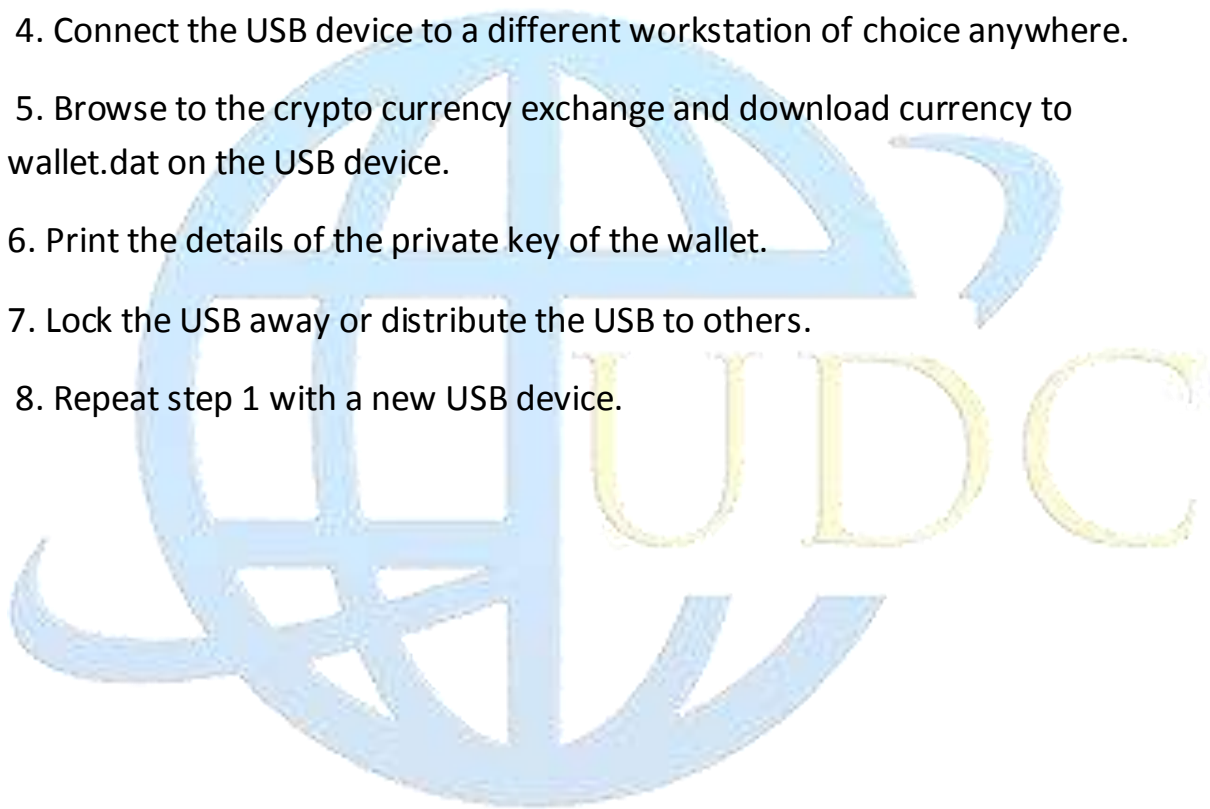 4. Connect the USB device to a different workstation of choice anywhere.
5. Browse to the crypto currency exchange and download currency to
wallet.dat on the USB device.
6. Print the details of the private key of the wallet.
7. Lock the USB away or distribute the USB to others.
8. Repeat step 1 with a new USB device.
UDC